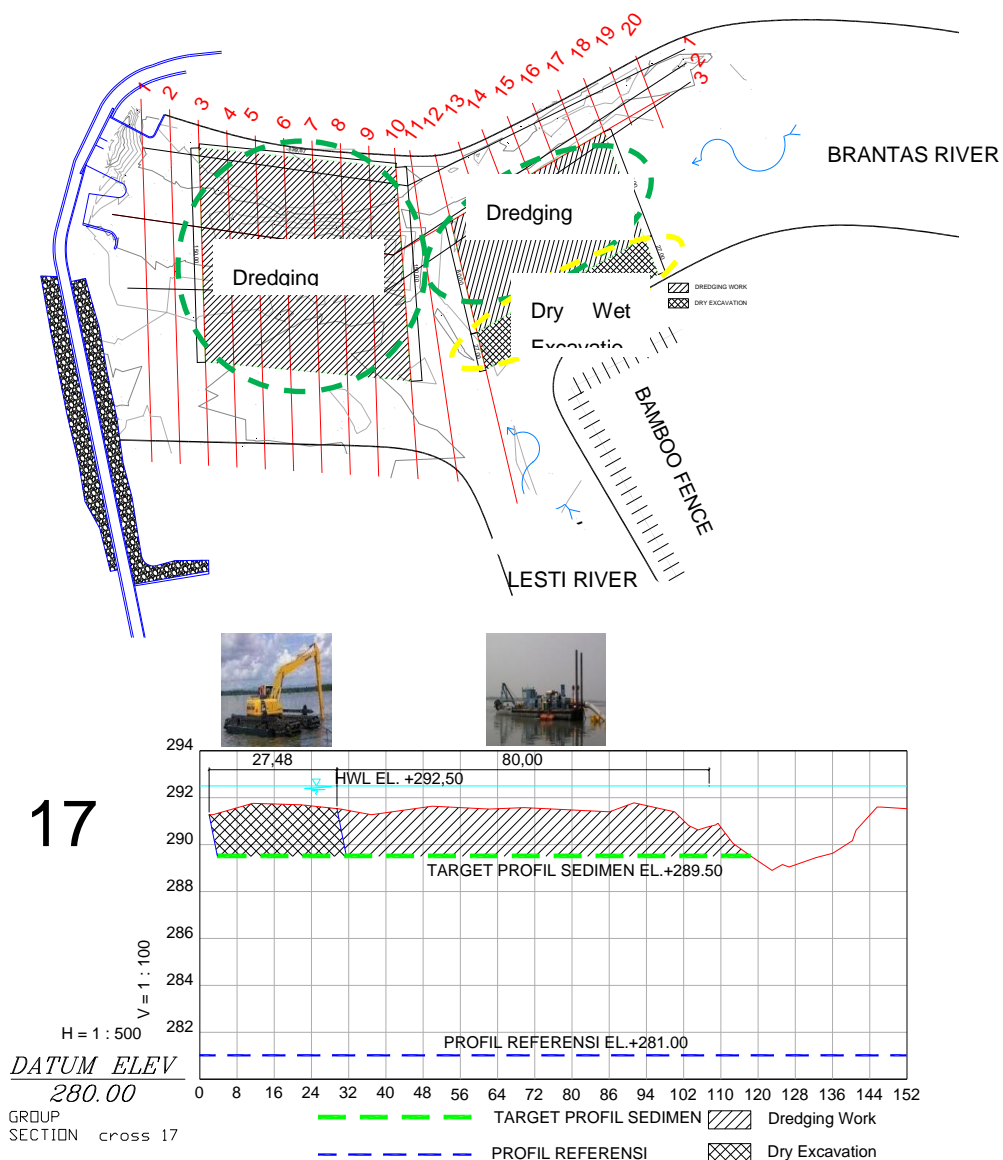 1
2
3
4
5
6
7
8
9
10
11
12
13
14
15
16
17
18
19
20
1
2
3
BRANTAS RIVER
Dredging
Dredging
DREDGING WORK
DRY EXCAVATION
Dry Wet
Excavatio
BAMBOO FENCE
LESTI RIVER
17
294
292
290
288
286
284
282
27,48
80,00
HWL EL. +292,50
TARGET PROFIL SEDIMEN EL.+289.50
V = 1 : 100
H = 1 : 500
PROFIL REFERENSI EL.+281.00
DATUM ELEV
280.00
0 8 16 24 32 40 48 56 64 72 80 86 94 102 112 120 128 136 144 152
GROUP
SECTION cross 17
TARGET PROFIL SEDIMEN
Dredging Work
PROFIL REFERENSI
Dry Excavation